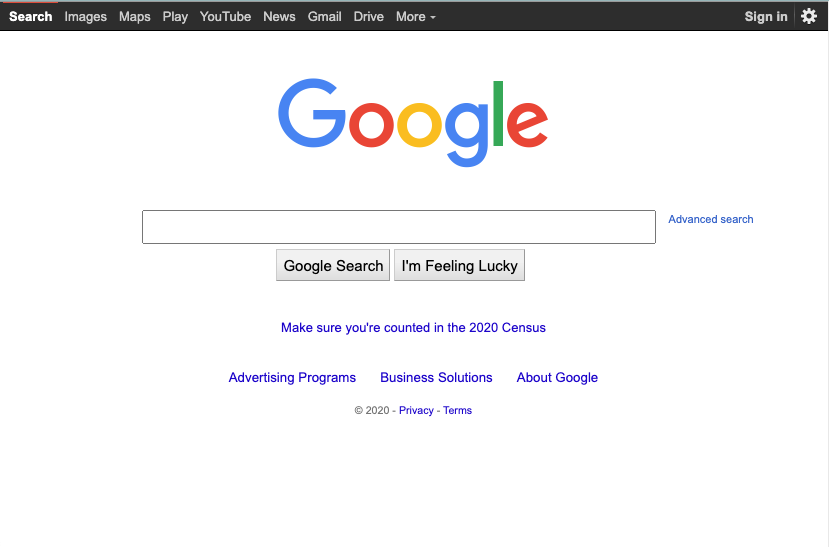 Search Images Maps Play YouTube News Gmail Drive More Sign in
Google
Advanced search
Google Search I'm Feeling Lucky
Make sure you're counted in the 2020 Census
Advertising Programs Business Solutions About Google
© 2020 - Privacy - Terms